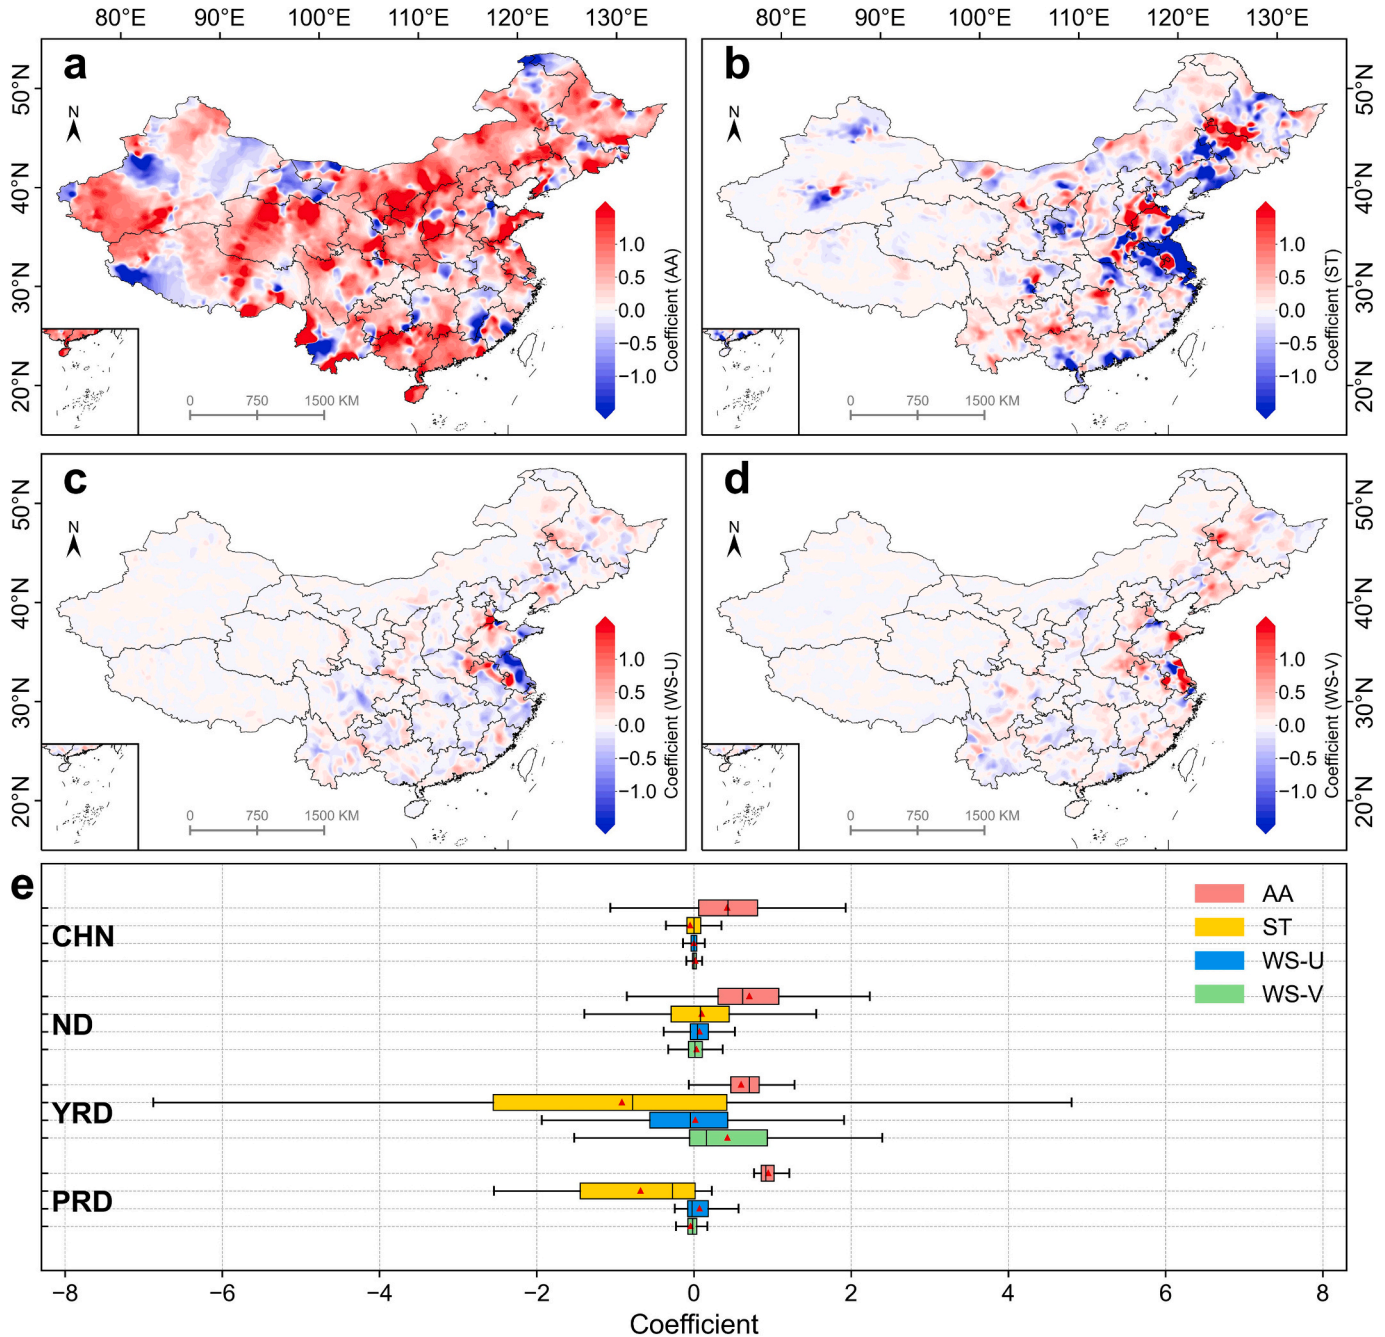 80°E 90°E 100°E 110°E 120°E 130°E
80°E 90°E 100°E 110°E 120°E 130°E
a
N
50°N
40°N
30°N
20°N
1.0
0.5
0.0
−0.5
−1.0
Coefficient (AA)
0 750 1500 KM
b
N
50°N
40°N
30°N
20°N
1.0
0.5
0.0
−0.5
−1.0
Coefficient (ST)
0 750 1500 KM
c
N
50°N
40°N
30°N
20°N
1.0
0.5
0.0
−0.5
−1.0
Coefficient (WS-U)
0 750 1500 KM
d
N
50°N
40°N
30°N
20°N
1.0
0.5
0.0
−0.5
−1.0
Coefficient (WS-V)
0 750 1500 KM
e
AA
ST
WS-U
WS-V
CHN
ND
YRD
PRD
−8 −6 −4 −2 0 2 4 6 8
Coefficient